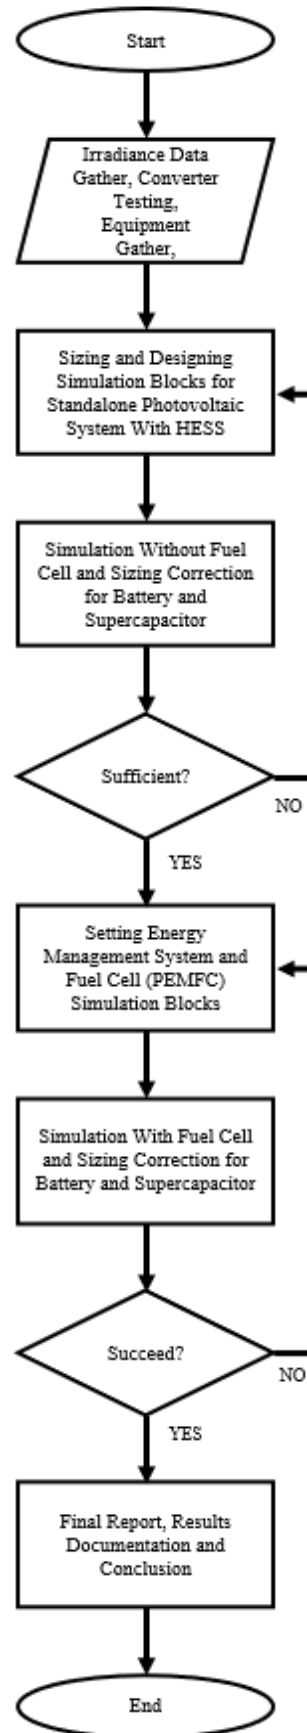 Start
Irradiance Data
Gather, Converter
Testing,
Equipment
Gather,
Sizing and Designing
Simulation Blocks for
Standalone Photovoltaic
System With HESS
Simulation Without Fuel
Cell and Sizing Correction
for Battery and
Supercapacitor
Sufficient?
NO
YES
Setting Energy
Management System and
Fuel Cell (PEMFC)
Simulation Blocks
Simulation With Fuel Cell
and Sizing Correction for
Battery and Supercapacitor
Succeed?
NO
YES
Final Report, Results
Documentation and
Conclusion
End